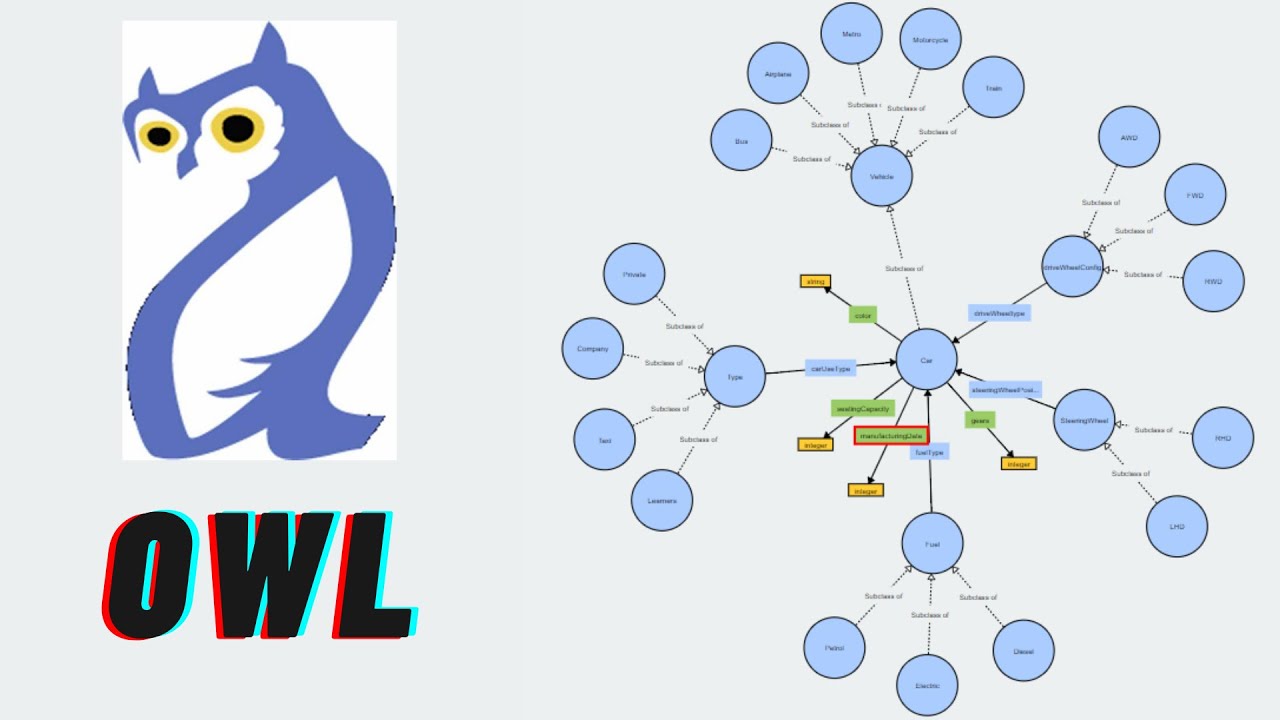 OWL
Metro
Motorcycle
Airplane
Train
Bus
Subclass of
Subclass of
Subclass of
Subclass of
Subclass of
Vehicle
AWD
FWD
RWD
Subclass of
Subclass of
Subclass of
driveWheelConfig
Subclass of
string
color
driveWheeltype
Private
Company
Taxi
Learners
Subclass of
Subclass of
Subclass of
Subclass of
Type
carUseType
Car
seatingCapacity
integer
manufacturingDate
integer
fuelType
gears
integer
steeringWheelPosi...
SteeringWheel
Subclass of
RHD
Subclass of
LHD
Fuel
Subclass of
Subclass of
Subclass of
Petrol
Electric
Diesel